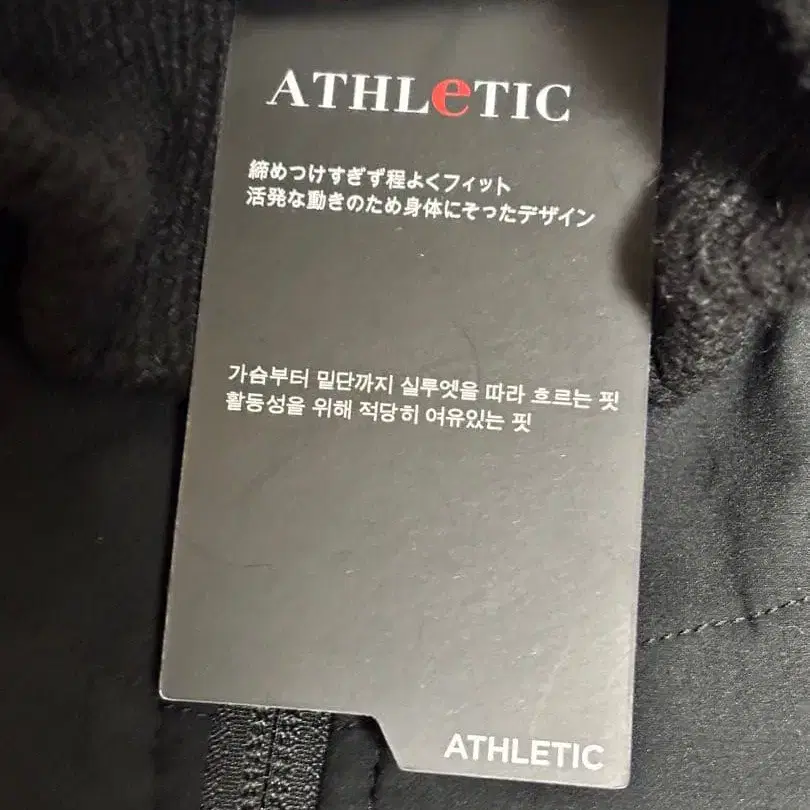 ATHLeTIC
締めつけすぎず程よくフィット
活発な動きのため身体にそったデザイン
가슴부터 밑단까지 실루엣을 따라 흐르는 핏
활동성을 위해 적당히 여유있는 핏
ATHLETIC